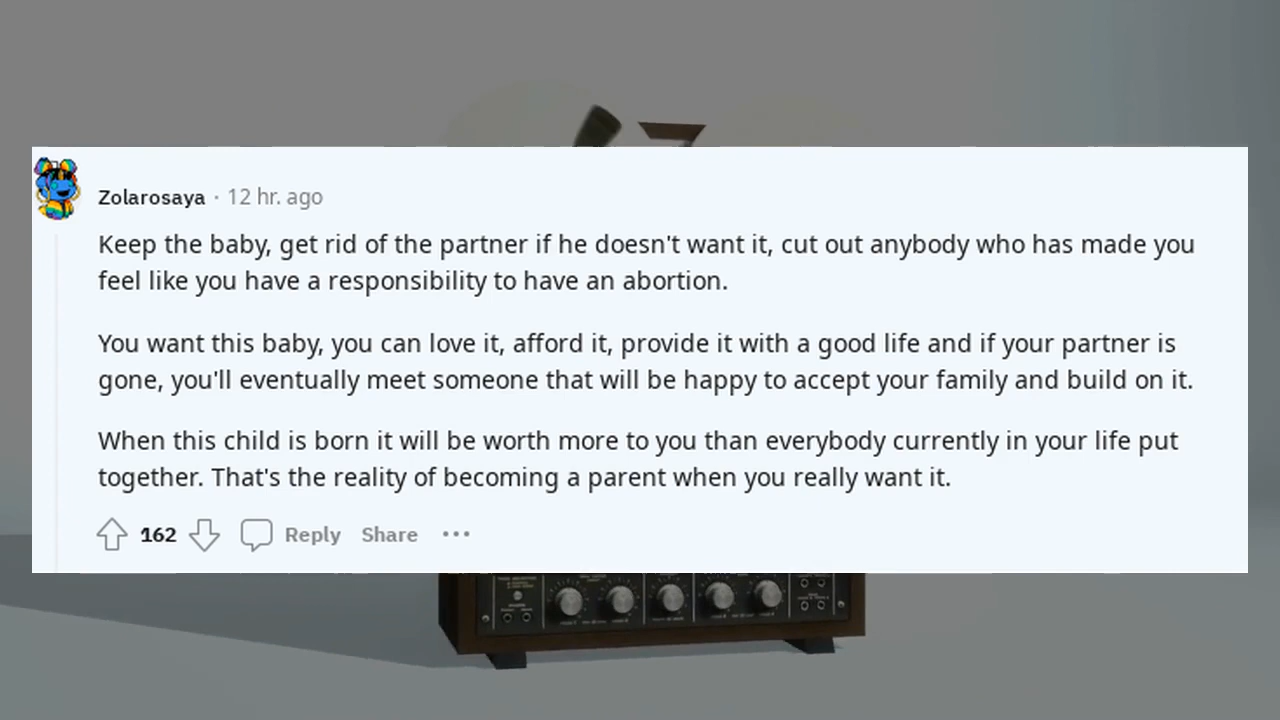 Zolarosaya · 12 hr. ago
Keep the baby, get rid of the partner if he doesn't want it, cut out anybody who has made you
feel like you have a responsibility to have an abortion.
You want this baby, you can love it, afford it, provide it with a good life and if your partner is
gone, you'll eventually meet someone that will be happy to accept your family and build on it.
When this child is born it will be worth more to you than everybody currently in your life put
together. That's the reality of becoming a parent when you really want it.
162 Reply Share •••